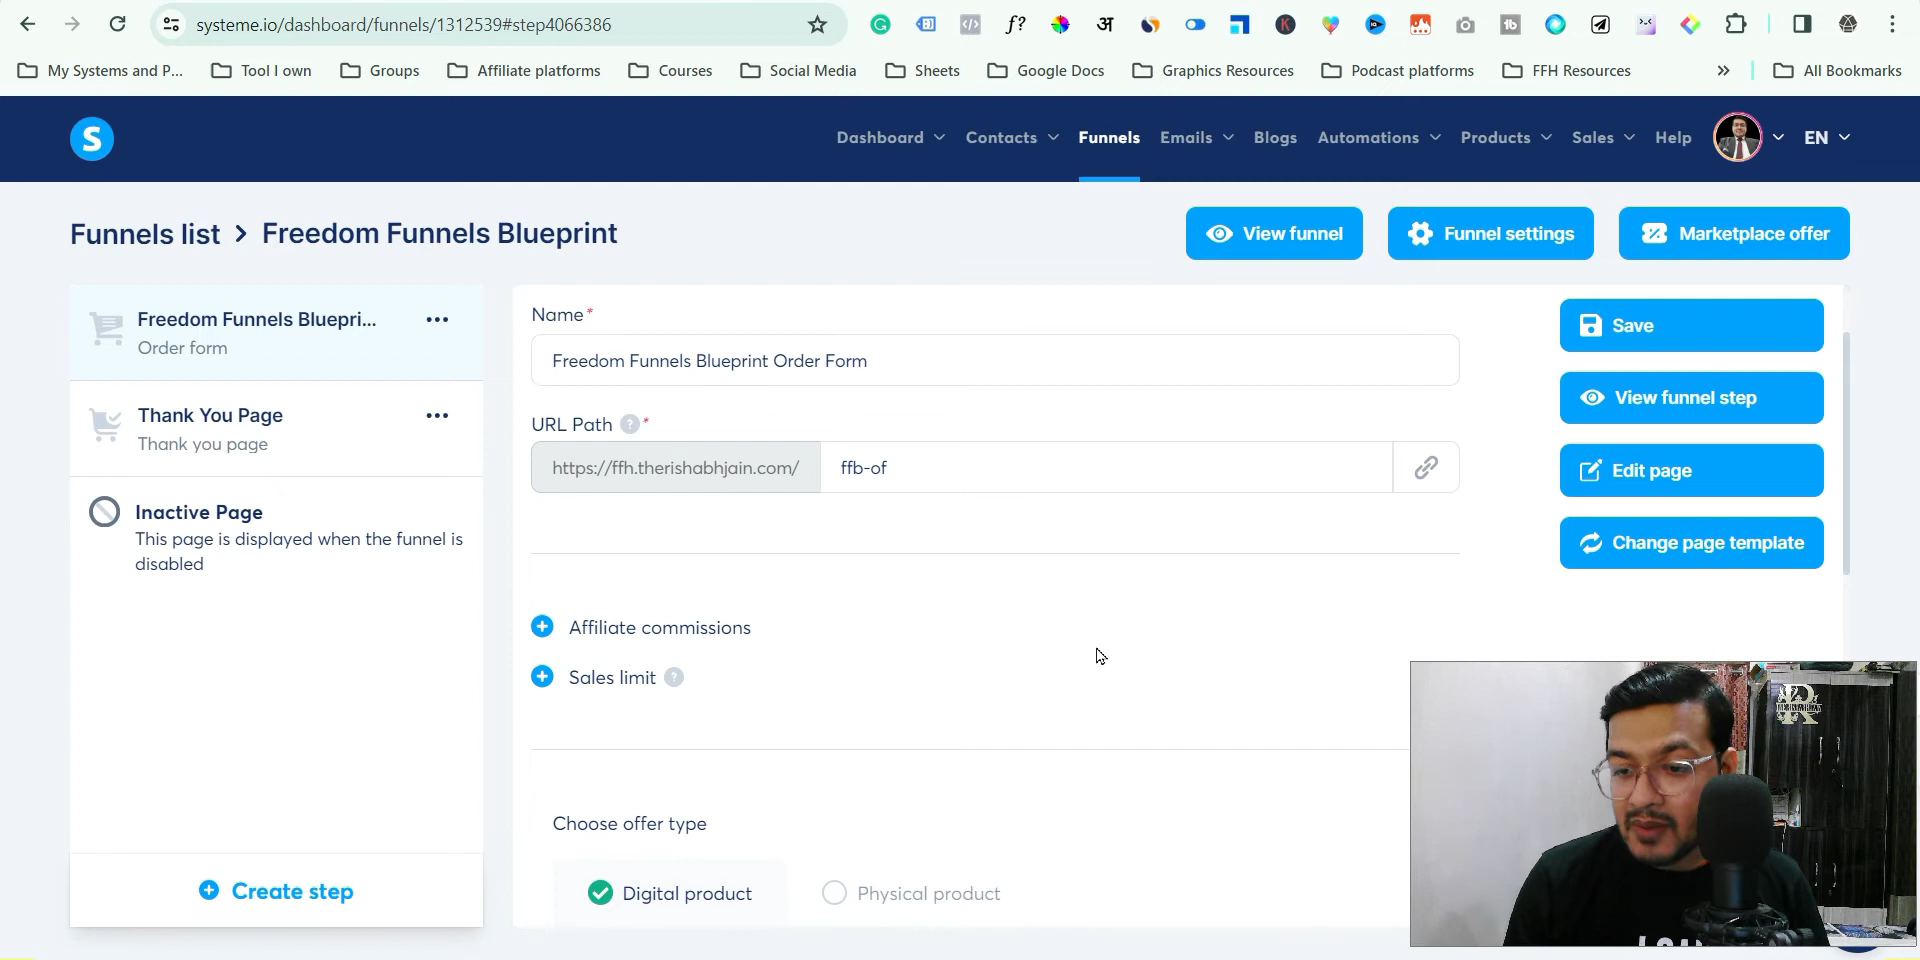 systeme.io/dashboard/funnels/1312539#step4066386
My Systems and P...
Tool I own
Groups
Affiliate platforms
Courses
Social Media
Sheets
Google Docs
Graphics Resources
Podcast platforms
FFH Resources
All Bookmarks
S
Dashboard
Contacts
Funnels
Emails
Blogs
Automations
Products
Sales
Help
EN
Funnels list > Freedom Funnels Blueprint
View funnel
Funnel settings
Marketplace offer
Freedom Funnels Bluepri...
Order form
Thank You Page
Thank you page
Inactive Page
This page is displayed when the funnel is
disabled
Create step
Name*
Freedom Funnels Blueprint Order Form
URL Path ? *
https://ffh.therishabhjain.com/
ffb-of
Affiliate commissions
Sales limit ?
Choose offer type
Digital product
Physical product
Save
View funnel step
Edit page
Change page template